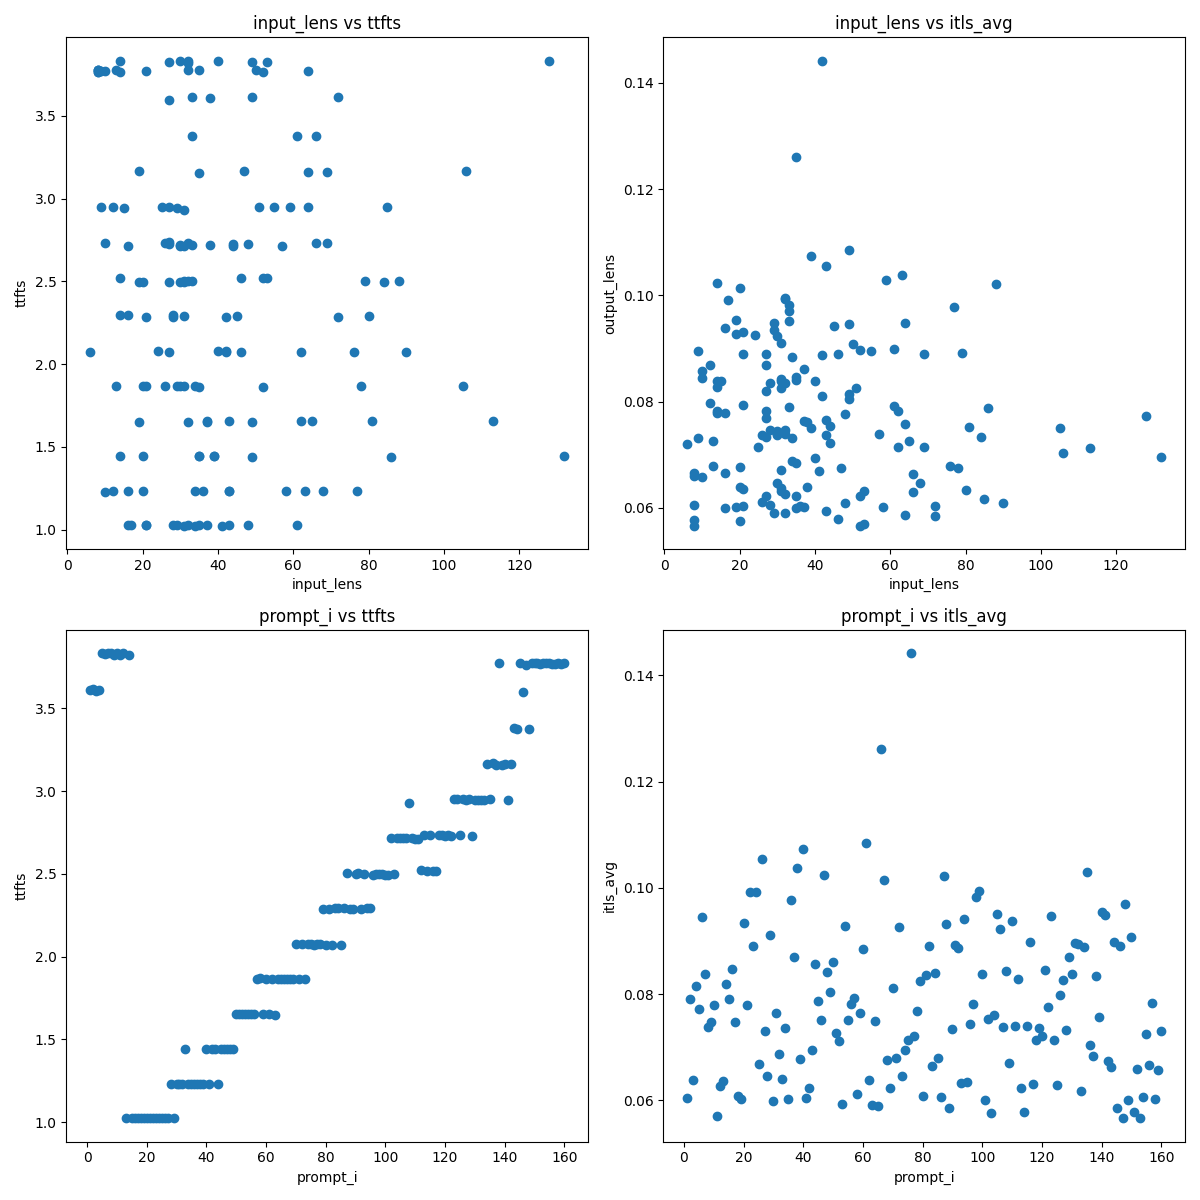 input_lens vs ttfts
3.5
3.0
2.5
2.0
1.5
1.0
ttfts
0 20 40 60 80 100 120
input_lens
input_lens vs itls_avg
0.14
0.12
0.10
0.08
0.06
output_lens
0 20 40 60 80 100 120
input_lens
prompt_i vs ttfts
3.5
3.0
2.5
2.0
1.5
1.0
ttfts
0 20 40 60 80 100 120 140 160
prompt_i
prompt_i vs itls_avg
0.14
0.12
0.10
0.08
0.06
itls_avg
0 20 40 60 80 100 120 140 160
prompt_i